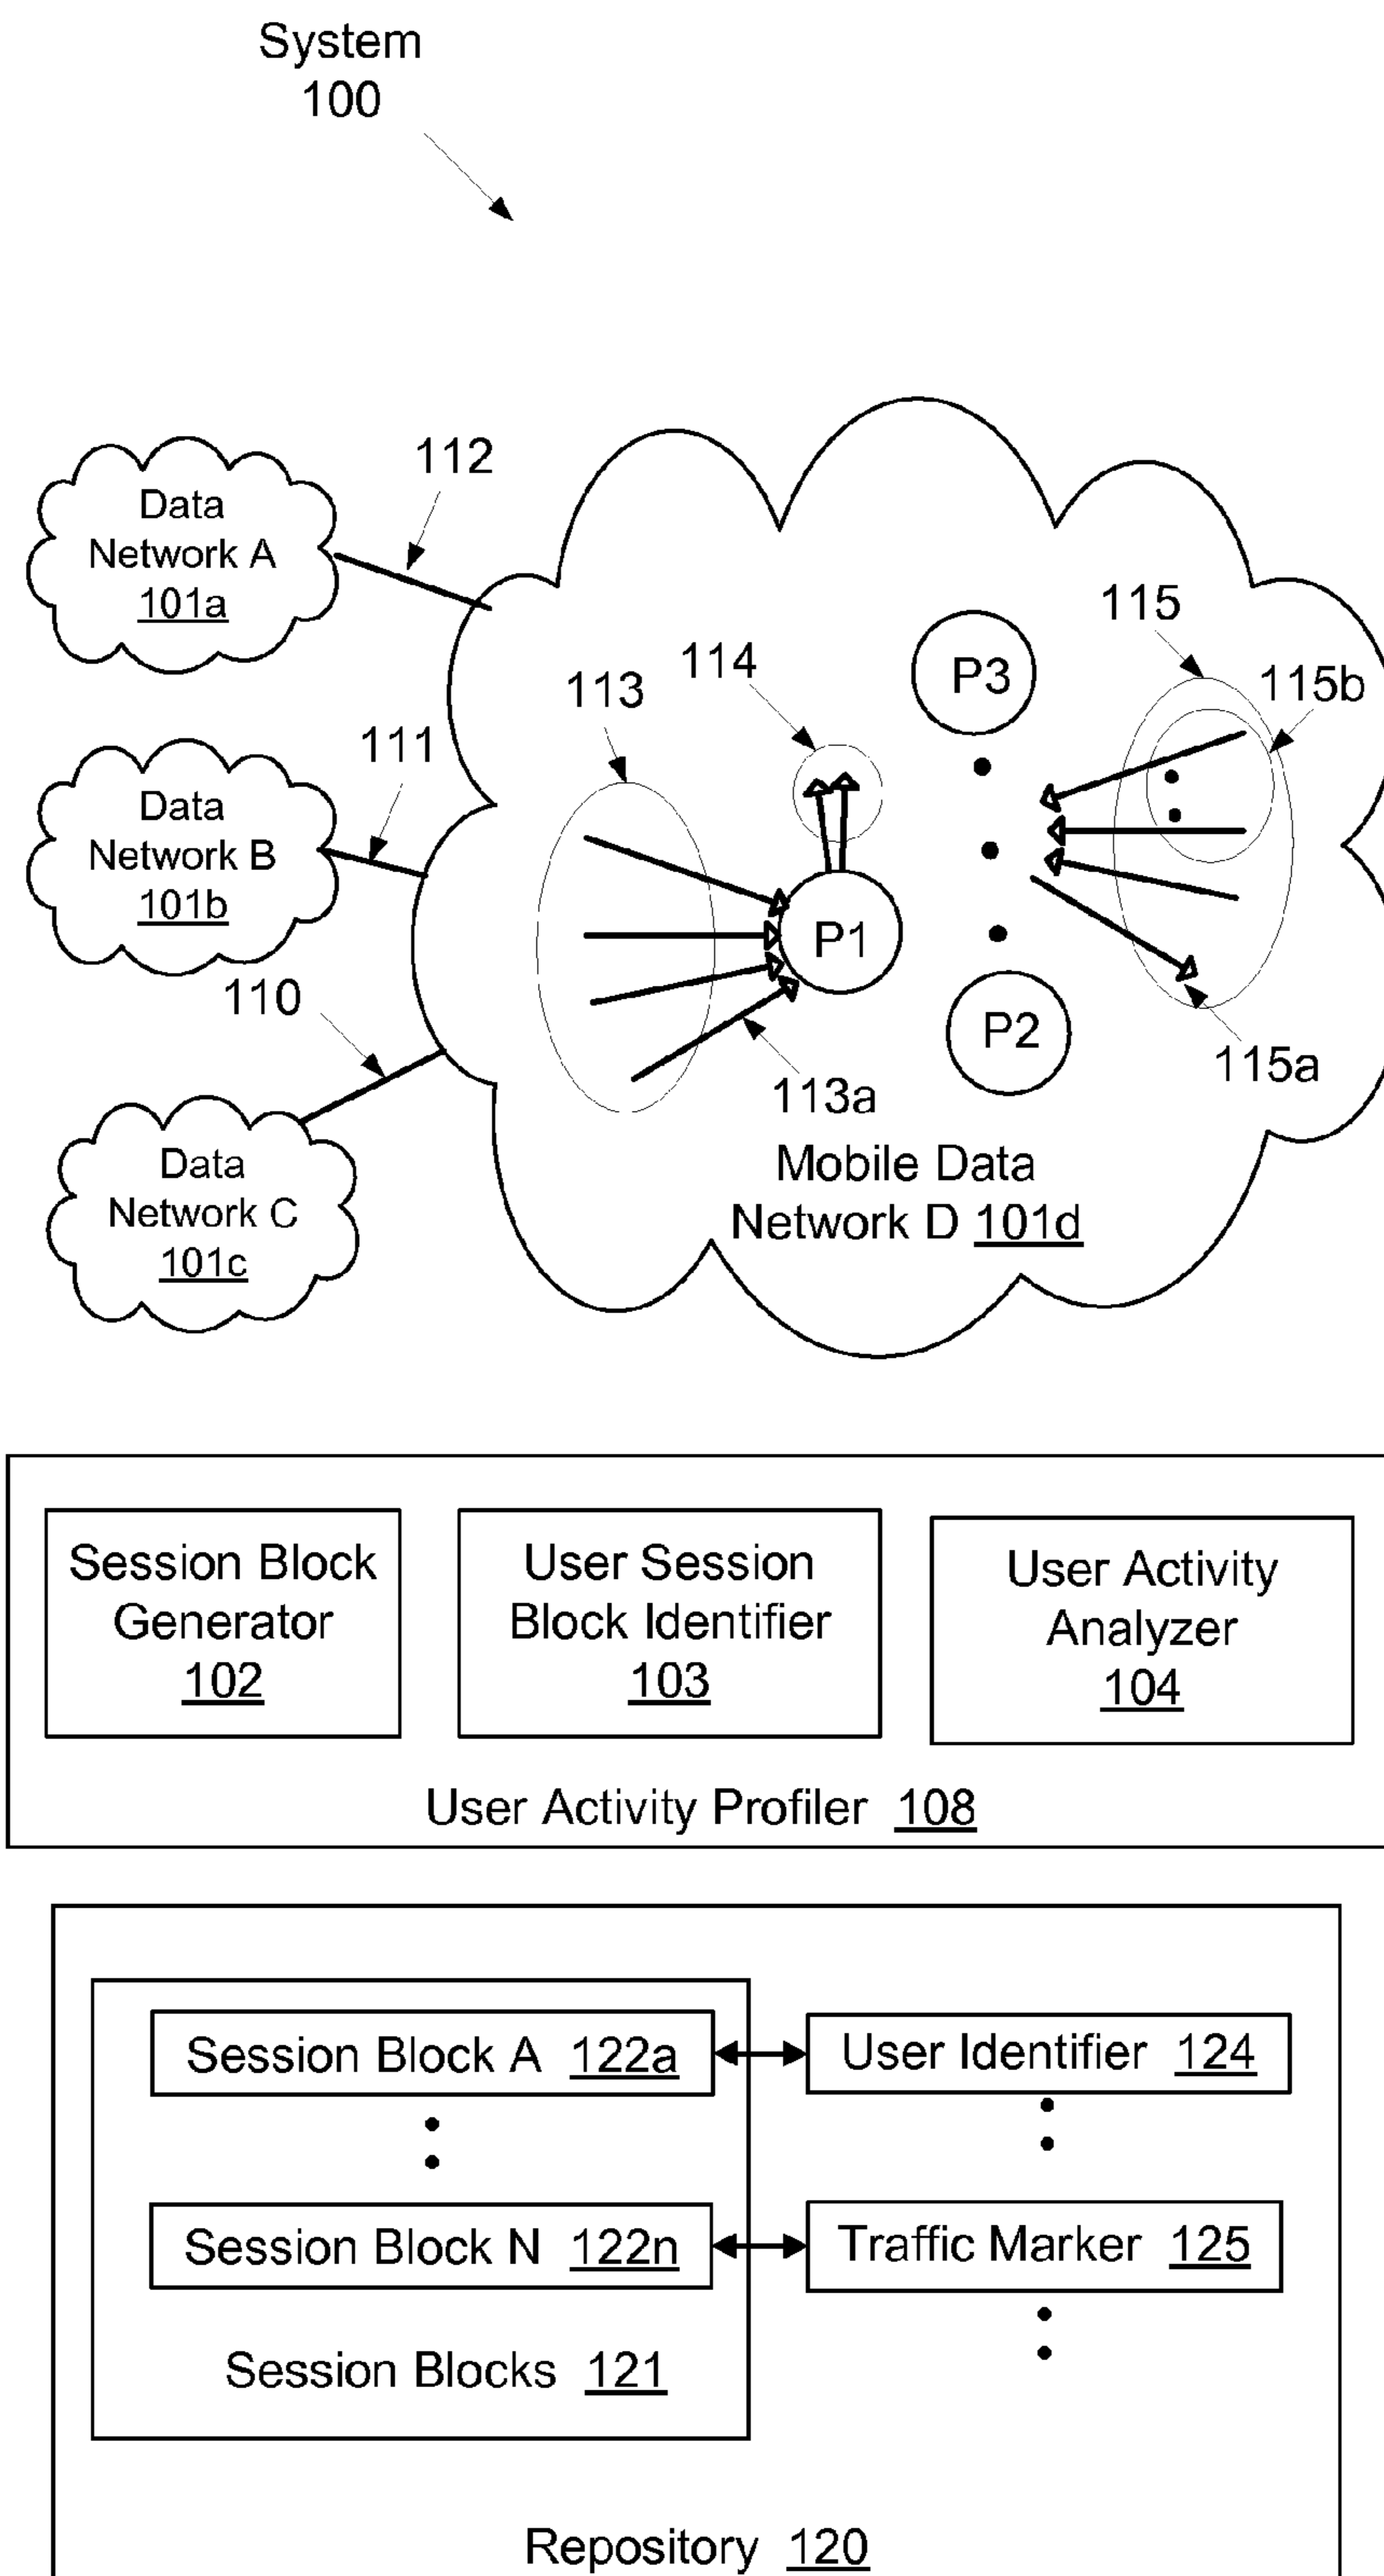 System
100
112
Data
Network A
101a
115
114
P3
113
115b
111
Data
Network B
101b
P1
110
P2
115a
113a
Data
Network C
101c
Mobile Data
Network D 101d
Session Block
Generator
102
User Session
Block Identifier
103
User Activity
Analyzer
104
User Activity Profiler 108
Session Block A 122a
User Identifier 124
Session Block N 122n
Traffic Marker 125
Session Blocks 121
Repository 120